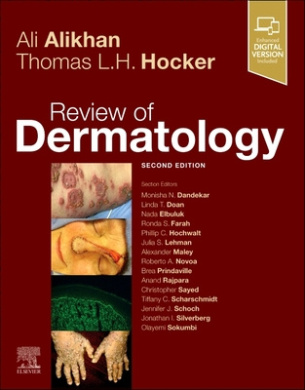 Ali Alikhan
Thomas L.H. Hocker
Enhanced
DIGITAL
VERSION
Included
Review of
Dermatology
SECOND EDITION
Section Editors
Monisha N. Dandekar
Linda T. Doan
Nada Elbuluk
Ronda S. Farah
Phillip C. Hochwalt
Julia S. Lehman
Alexander Maley
Roberto A. Novoa
Brea Prindaville
Anand Rajpara
Christopher Sayed
Tiffany C. Scharschmidt
Jennifer J. Schoch
Jonathan I. Silverberg
Olayemi Sokumbi
ELSEVIER